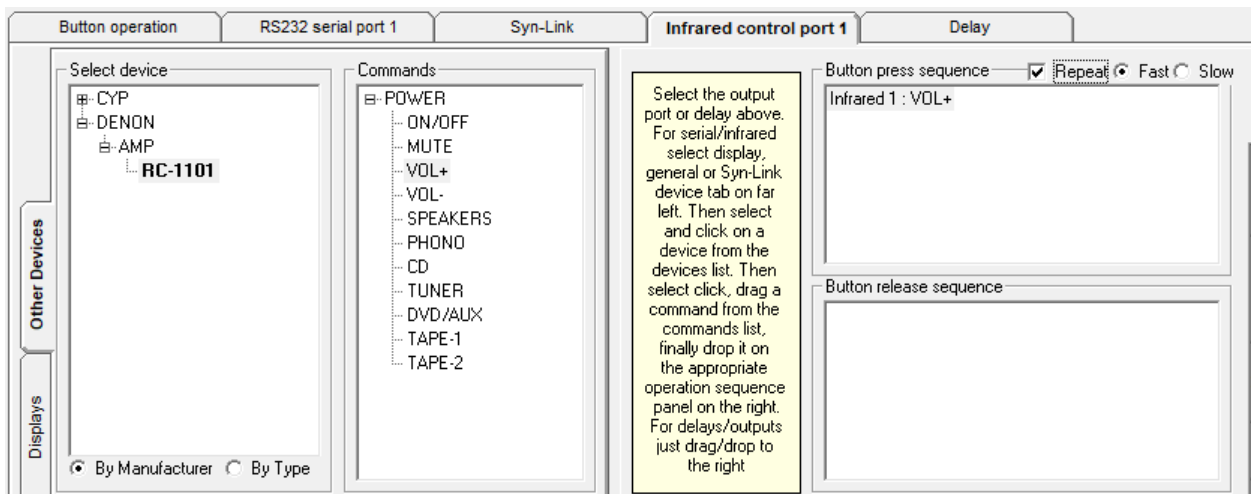 Button operation
RS232 serial port 1
Syn-Link
Infrared control port 1
Delay
Other Devices
Displays
Select device
CYP
DENON
AMP
RC-1101
By Manufacturer By Type
Commands
POWER
ON/OFF
MUTE
VOL+
VOL-
SPEAKERS
PHONO
CD
TUNER
DVD/AUX
TAPE-1
TAPE-2
Select the output
port or delay above.
For serial/infrared
select display,
general or Syn-Link
device tab on far
left. Then select
and click on a
device from the
devices list. Then
select click, drag a
command from the
commands list,
finally drop it on
the appropriate
operation sequence
panel on the right.
For delays/outputs
just drag/drop to
the right
Button press sequence Repeat Fast Slow
Infrared 1 : VOL+
Button release sequence